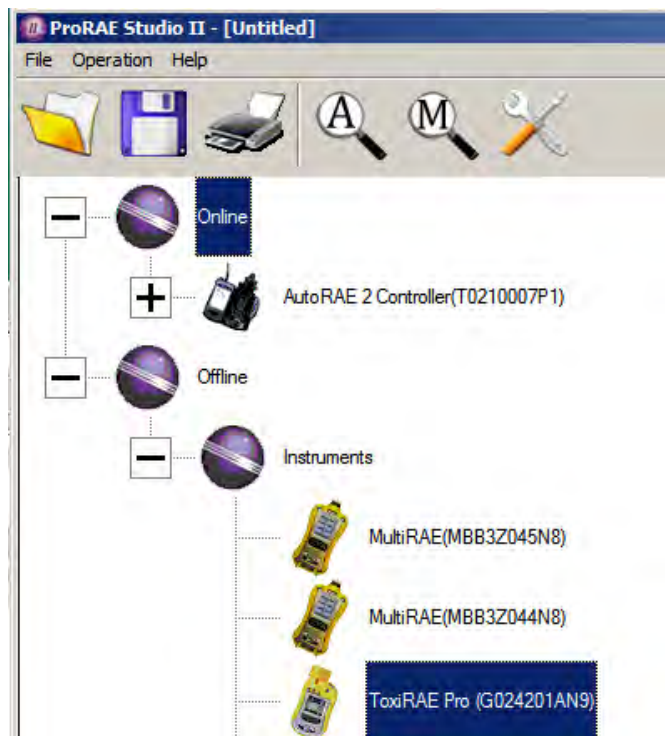 ProRAE Studio II - [Untitled]
File Operation Help
A M
Online
AutoRAE 2 Controller(T0210007P1)
Offline
Instruments
MultiRAE(MBB3Z045N8)
MultiRAE(MBB3Z044N8)
ToxiRAE Pro (G024201AN9)